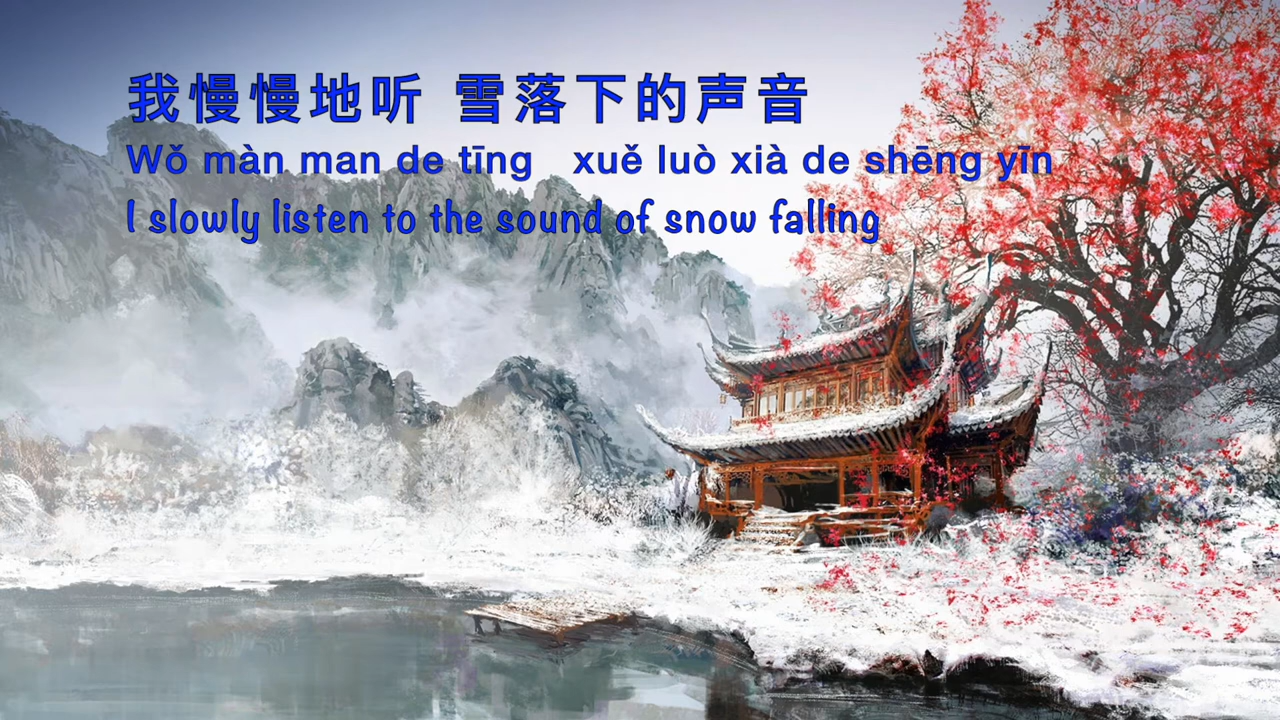 我慢慢地听 雪落下的声音
Wǒ màn man de tīng xuě luò xià de shēng yīn
I slowly listen to the sound of snow falling